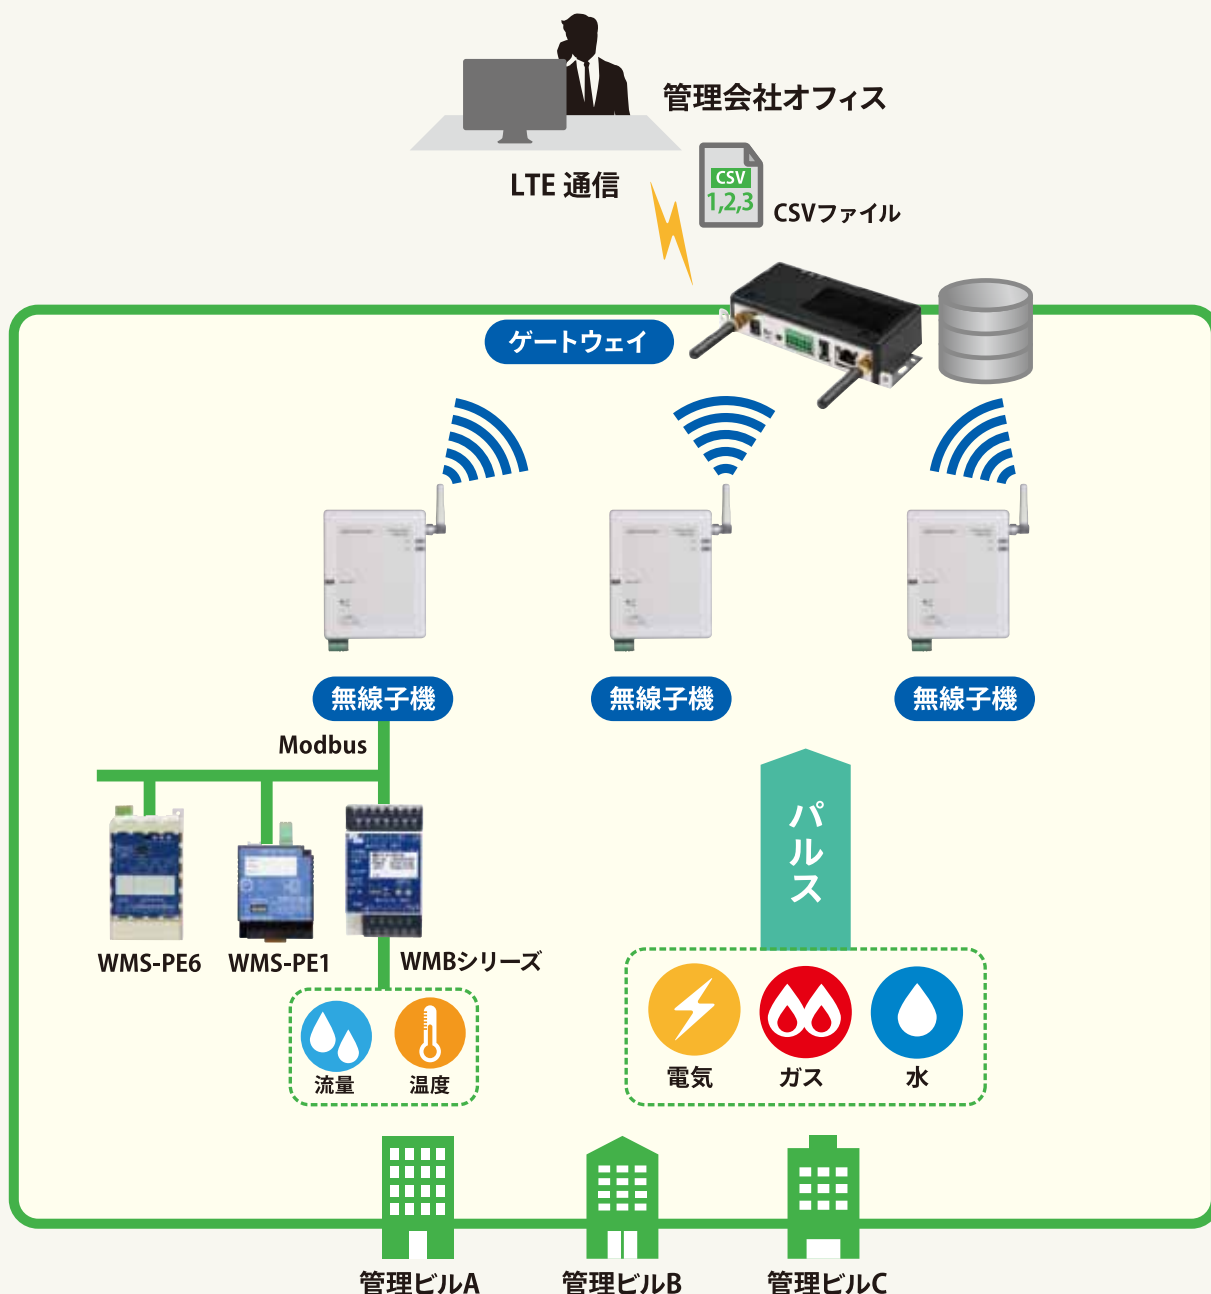 管理会社オフィス
LTE 通信
CSV
1,2,3
CSVファイル
ゲートウェイ
無線子機
無線子機
無線子機
Modbus
パルス
WMS-PE6
WMS-PE1
WMBシリーズ
流量
温度
電気
ガス
水
管理ビルA
管理ビルB
管理ビルC